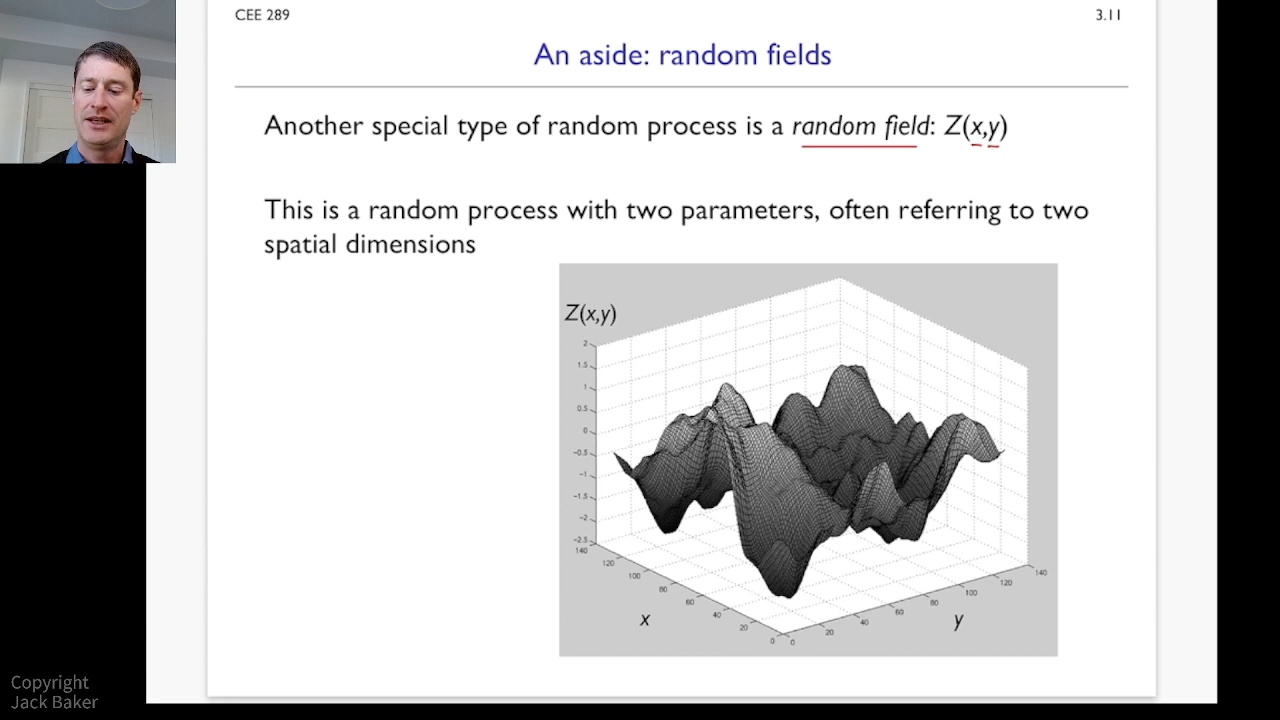 CEE 289
3.11
An aside: random fields
Another special type of random process is a random field: Z(x,y)
This is a random process with two parameters, often referring to two
spatial dimensions
Z(x,y)
2
1.5
1
0.5
0
−0.5
−1
−1.5
−2
−2.5
140
120
100
80
60
40
20
0
x
0
20
40
60
80
100
120
140
y
Copyright
Jack Baker